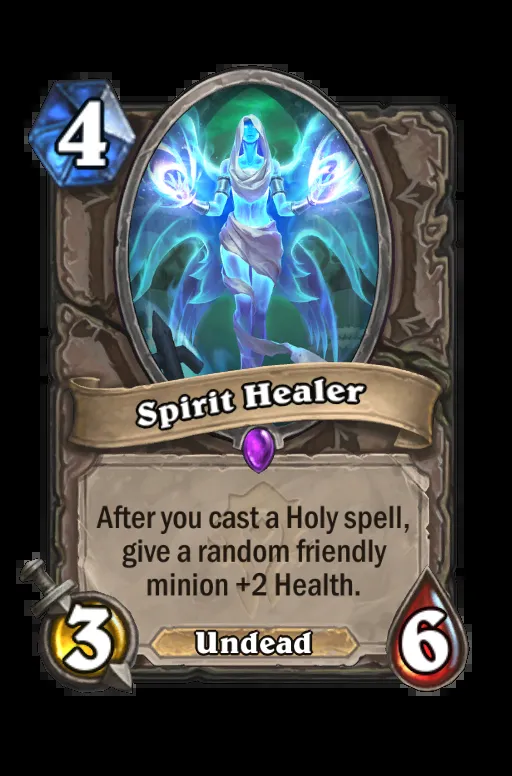 4
Spirit Healer
After you cast a Holy spell,
give a random friendly
minion +2 Health.
3
Undead
6